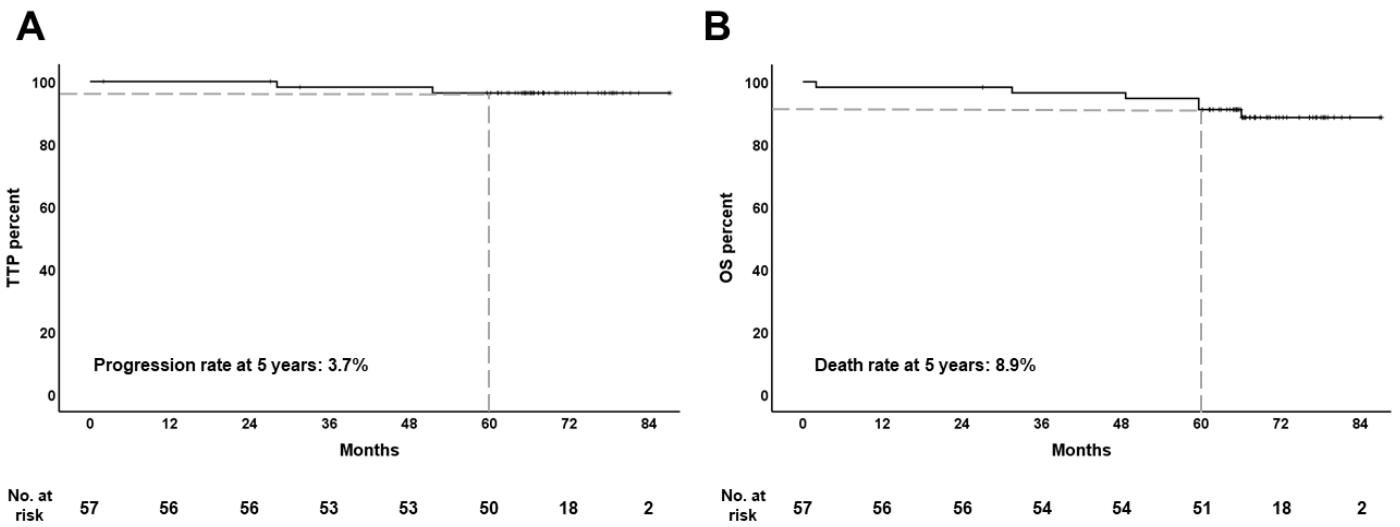 A
B
100
80
60
40
20
0
TTP percent
Progression rate at 5 years: 3.7%
0 12 24 36 48 60 72 84
Months
No. at
risk
57 56 56 53 53 50 18 2
100
80
60
40
20
0
OS percent
Death rate at 5 years: 8.9%
0 12 24 36 48 60 72 84
Months
No. at
risk
57 56 56 54 54 51 18 2